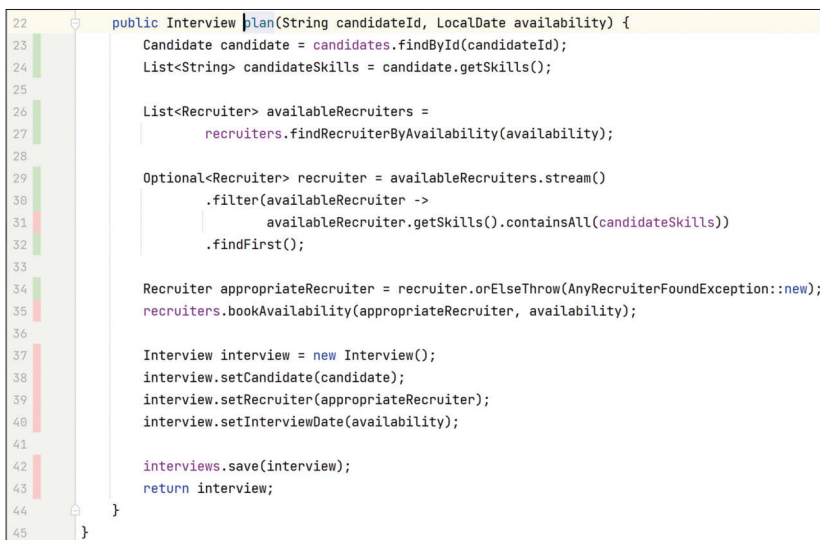 22 public Interview plan(String candidateId, LocalDate availability) {
23 Candidate candidate = candidates.findById(candidateId);
24 List<String> candidateSkills = candidate.getSkills();
25
26 List<Recruiter> availableRecruiters =
27 recruiters.findRecruiterByAvailability(availability);
28
29 Optional<Recruiter> recruiter = availableRecruiters.stream()
30 .filter(availableRecruiter ->
31 availableRecruiter.getSkills().containsAll(candidateSkills))
32 .findFirst();
33
34 Recruiter appropriateRecruiter = recruiter.orElseThrow(AnyRecruiterFoundException::new);
35 recruiters.bookAvailability(appropriateRecruiter, availability);
36
37 Interview interview = new Interview();
38 interview.setCandidate(candidate);
39 interview.setRecruiter(appropriateRecruiter);
40 interview.setInterviewDate(availability);
41
42 interviews.save(interview);
43 return interview;
44 }
45 }